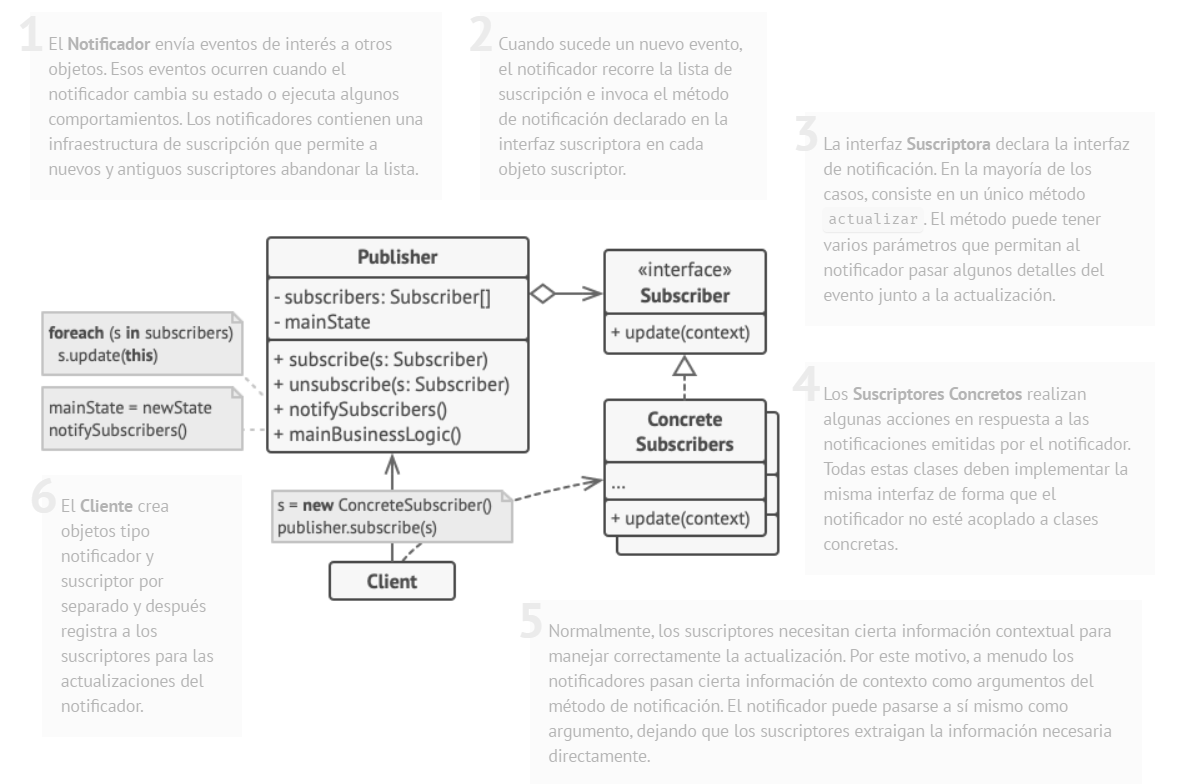 1
El Notificador envía eventos de interés a otros
objetos. Esos eventos ocurren cuando el
notificador cambia su estado o ejecuta algunos
comportamientos. Los notificadores contienen una
infraestructura de suscripción que permite a
nuevos y antiguos suscriptores abandonar la lista.
2
Cuando sucede un nuevo evento,
el notificador recorre la lista de
suscripción e invoca el método
de notificación declarado en la
interfaz suscriptora en cada
objeto suscriptor.
3
La interfaz Suscriptora declara la interfaz
de notificación. En la mayoría de los
casos, consiste en un único método
actualizar. El método puede tener
varios parámetros que permitan al
notificador pasar algunos detalles del
evento junto a la actualización.
Publisher
- subscribers: Subscriber[]
- mainState
+ subscribe(s: Subscriber)
+ unsubscribe(s: Subscriber)
+ notifySubscribers()
+ mainBusinessLogic()
«interface»
Subscriber
+ update(context)
foreach (s in subscribers)
s.update(this)
mainState = newState
notifySubscribers()
Concrete
Subscribers
...
+ update(context)
4
Los Suscriptores Concretos realizan
algunas acciones en respuesta a las
notificaciones emitidas por el notificador.
Todas estas clases deben implementar la
misma interfaz de forma que el
notificador no esté acoplado a clases
concretas.
s = new ConcreteSubscriber()
publisher.subscribe(s)
Client
6
El Cliente crea
objetos tipo
notificador y
suscriptor por
separado y después
registra a los
suscriptores para las
actualizaciones del
notificador.
5
Normalmente, los suscriptores necesitan cierta información contextual para
manejar correctamente la actualización. Por este motivo, a menudo los
notificadores pasan cierta información de contexto como argumentos del
método de notificación. El notificador puede pasarse a sí mismo como
argumento, dejando que los suscriptores extraigan la información necesaria
directamente.